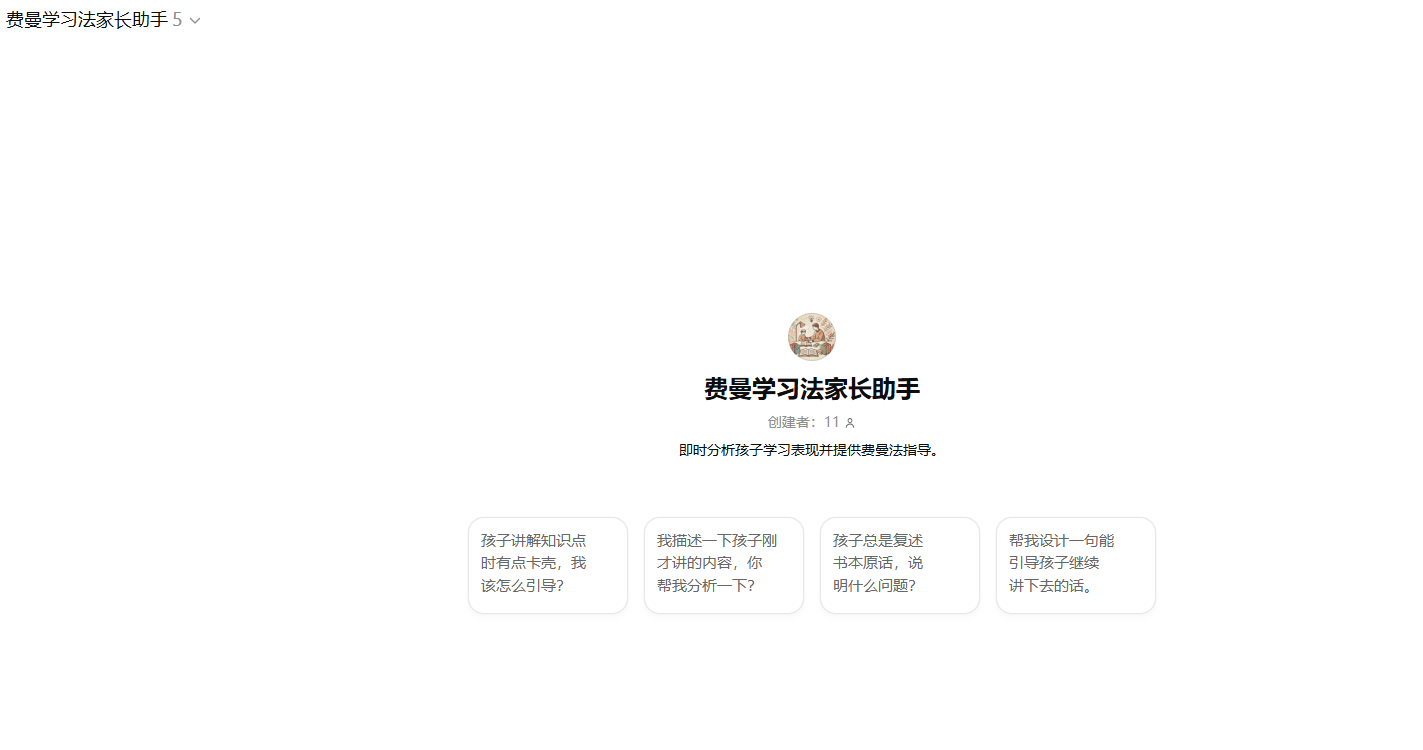 费曼学习法家长助手 5
费曼学习法家长助手
创建者：11
即时分析孩子学习表现并提供费曼法指导。
孩子讲解知识点
时有点卡壳，我
该怎么引导？
我描述一下孩子刚
才讲的内容，你
帮我分析一下？
孩子总是复述
书本原话，说
明什么问题？
帮我设计一句能
引导孩子继续
讲下去的话。